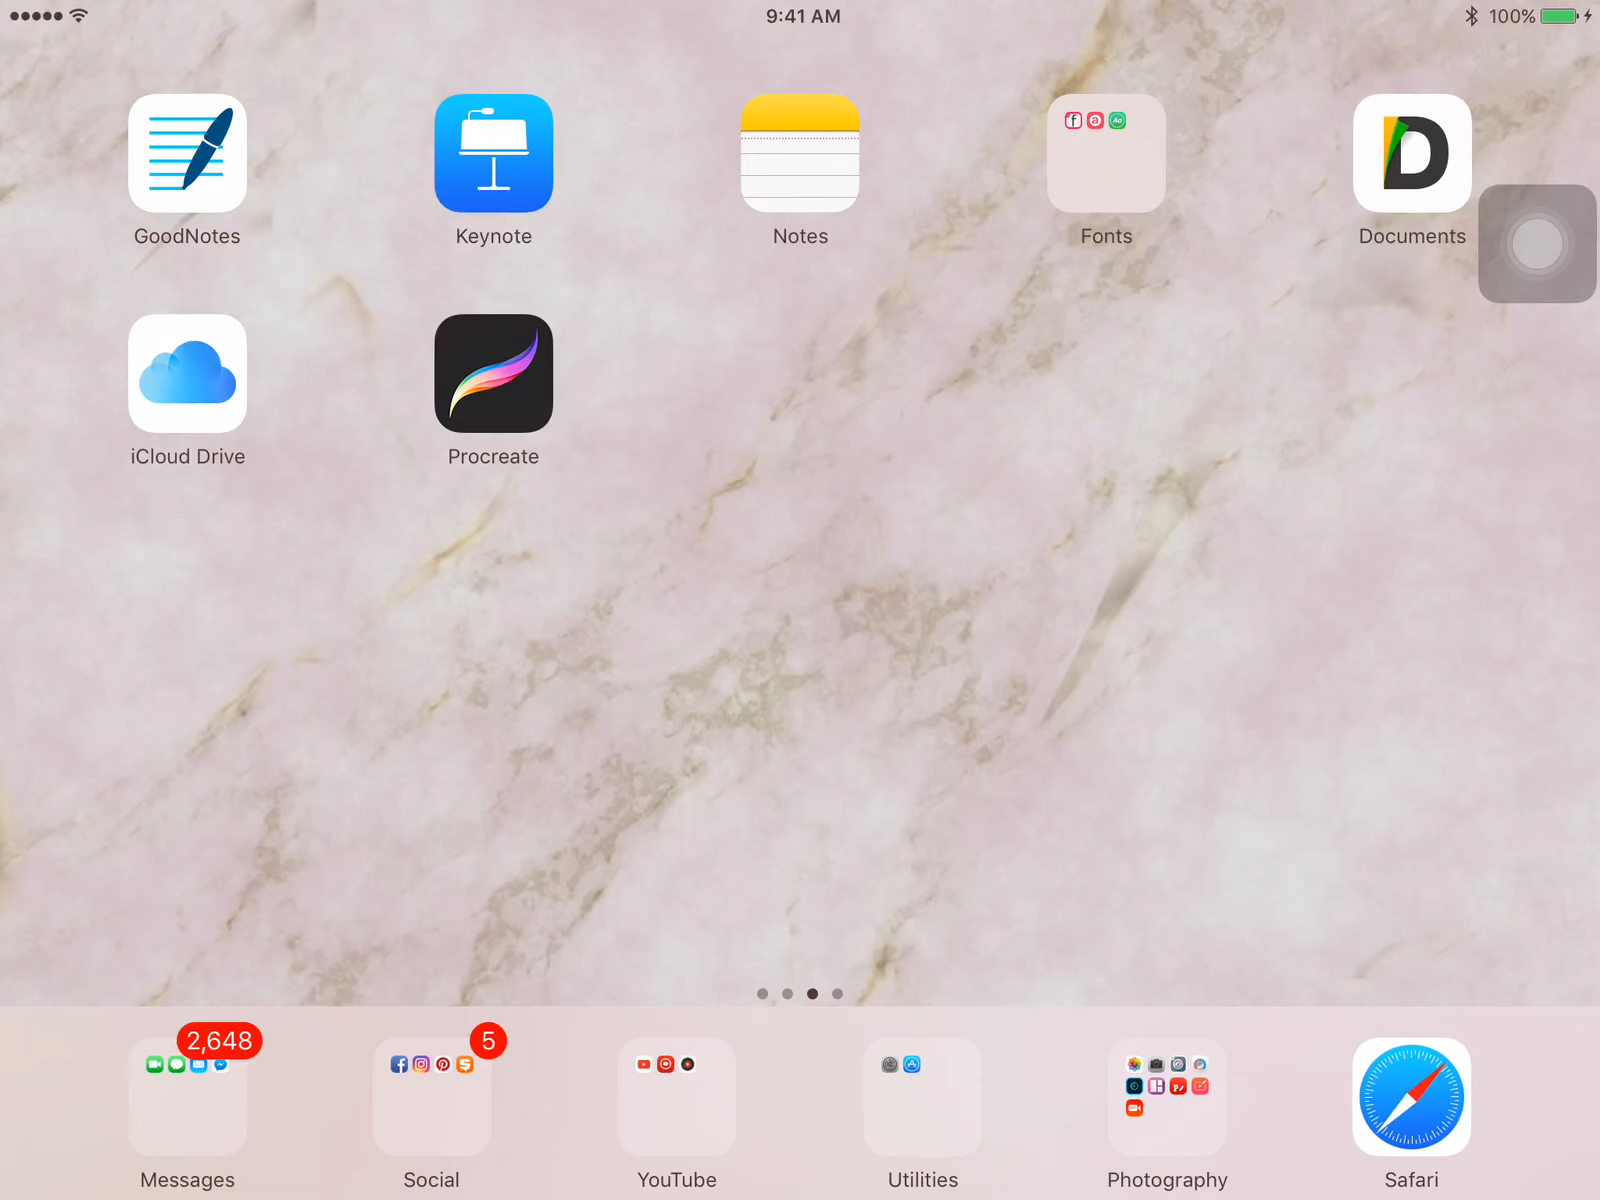 9:41 AM
100%
GoodNotes
Keynote
Notes
Fonts
Documents
iCloud Drive
Procreate
2,648
5
Messages
Social
YouTube
Utilities
Photography
Safari